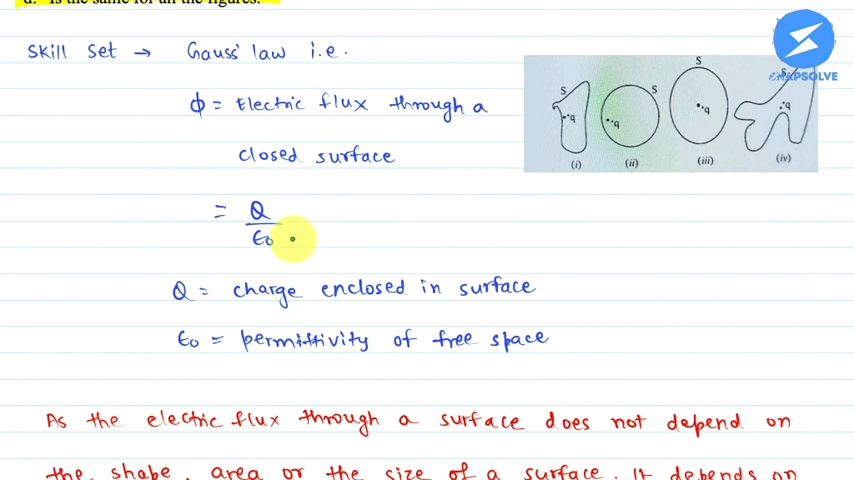 d. Is the same for all the figures.
SNAPSOLVE
Skill Set → Gauss' law i.e.
ϕ = Electric flux through a
closed surface
= Q/ϵ0
Q = charge enclosed in surface
ϵ0 = permittivity of free space
S S S S
+q +q +q +q
(i) (ii) (iii) (iv)
As the electric flux through a surface does not depend on
the shape, area or the size of a surface. It depends on